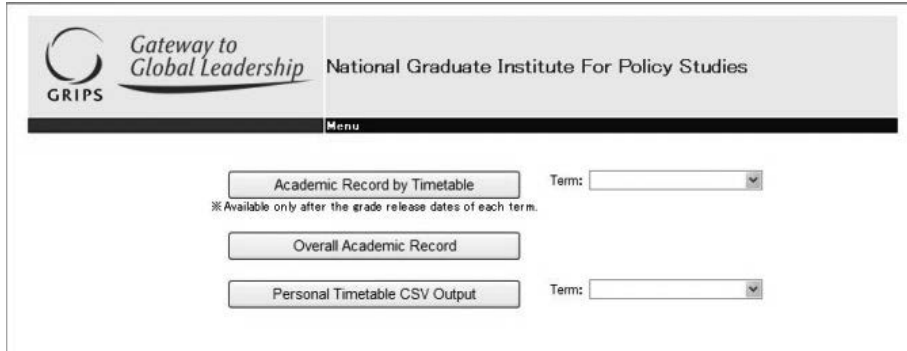 Gateway to
Global Leadership
GRIPS
National Graduate Institute For Policy Studies
Menu
Academic Record by Timetable
Term:
※Available only after the grade release dates of each term.
Overall Academic Record
Personal Timetable CSV Output
Term: